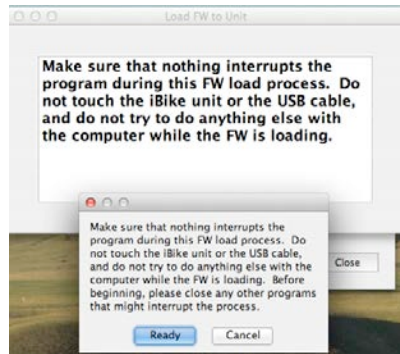 Load FW to Unit
Make sure that nothing interrupts the
program during this FW load process. Do
not touch the iBike unit or the USB cable,
and do not try to do anything else with
the computer while the FW is loading.
Make sure that nothing interrupts the
program during this FW load process. Do
not touch the iBike unit or the USB cable,
and do not try to do anything else with the
computer while the FW is loading. Before
beginning, please close any other programs
that might interrupt the process.
Close
Ready Cancel